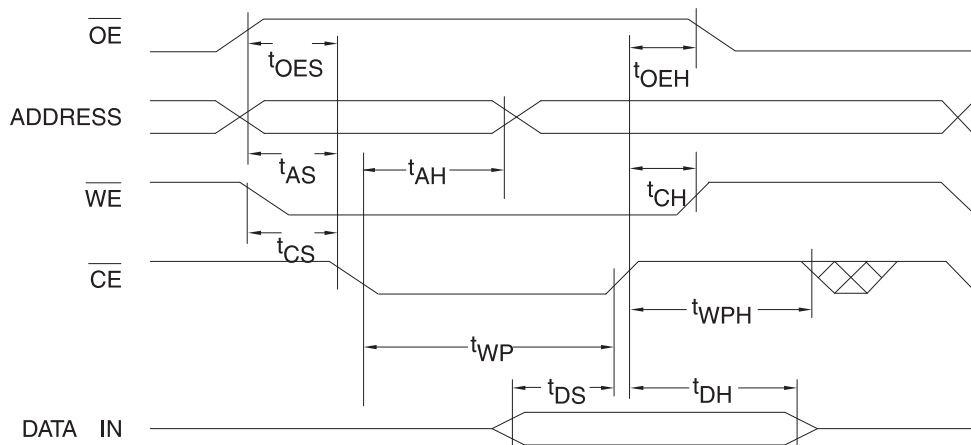 OE
tOES
tOEH
ADDRESS
tAS
tAH
WE
tCH
tCS
CE
tWPH
tWP
tDS
tDH
DATA IN